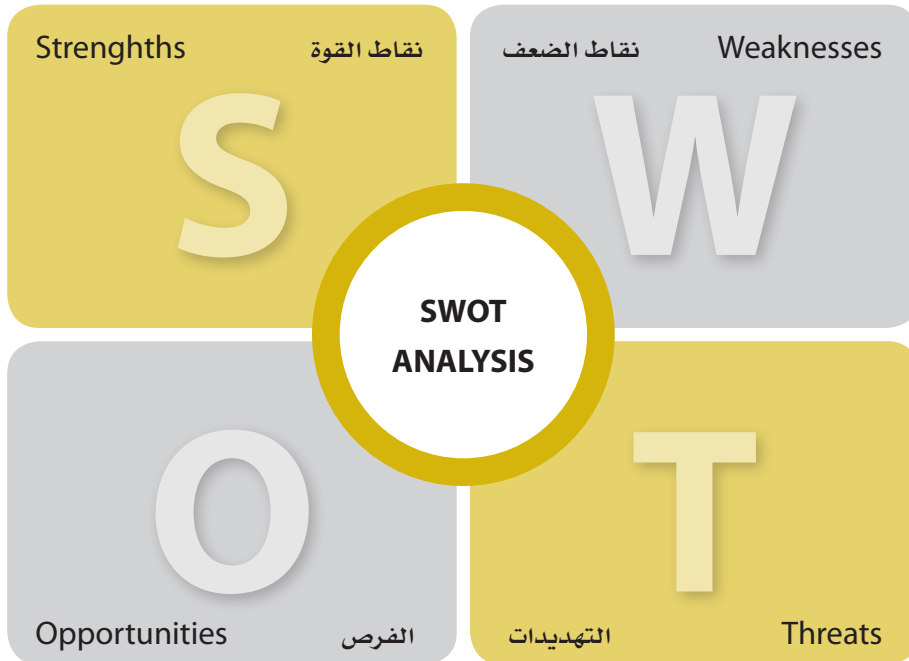 Strenghths نقاط القوة
S
نقاط الضعف Weaknesses
W
SWOT
ANALYSIS
O
Opportunities الفرص
T
التهديدات Threats